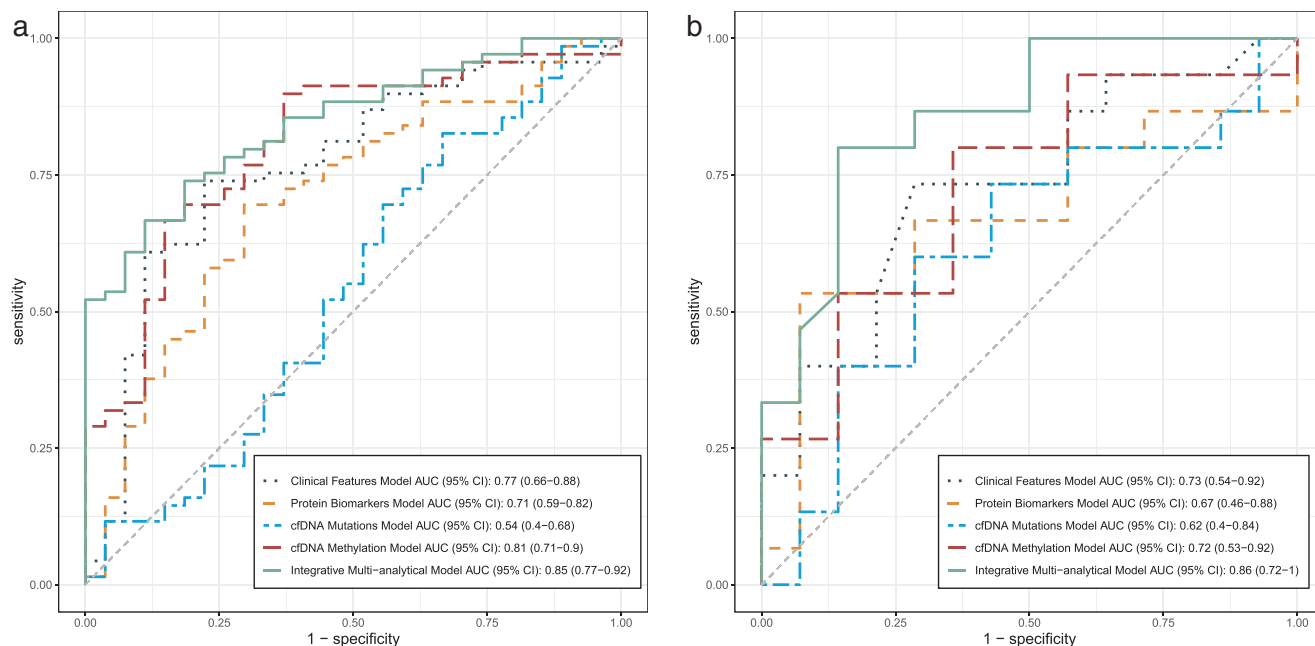 a
1.00
0.75
0.50
0.25
0.00
sensitivity
Clinical Features Model AUC (95% CI): 0.77 (0.66−0.88)
Protein Biomarkers Model AUC (95% CI): 0.71 (0.59−0.82)
cfDNA Mutations Model AUC (95% CI): 0.54 (0.4−0.68)
cfDNA Methylation Model AUC (95% CI): 0.81 (0.71−0.9)
Integrative Multi−analytical Model AUC (95% CI): 0.85 (0.77−0.92)
0.00 0.25 0.50 0.75 1.00
1 − specificity
b
1.00
0.75
0.50
0.25
0.00
sensitivity
Clinical Features Model AUC (95% CI): 0.73 (0.54−0.92)
Protein Biomarkers Model AUC (95% CI): 0.67 (0.46−0.88)
cfDNA Mutations Model AUC (95% CI): 0.62 (0.4−0.84)
cfDNA Methylation Model AUC (95% CI): 0.72 (0.53−0.92)
Integrative Multi−analytical Model AUC (95% CI): 0.86 (0.72−1)
0.00 0.25 0.50 0.75 1.00
1 − specificity